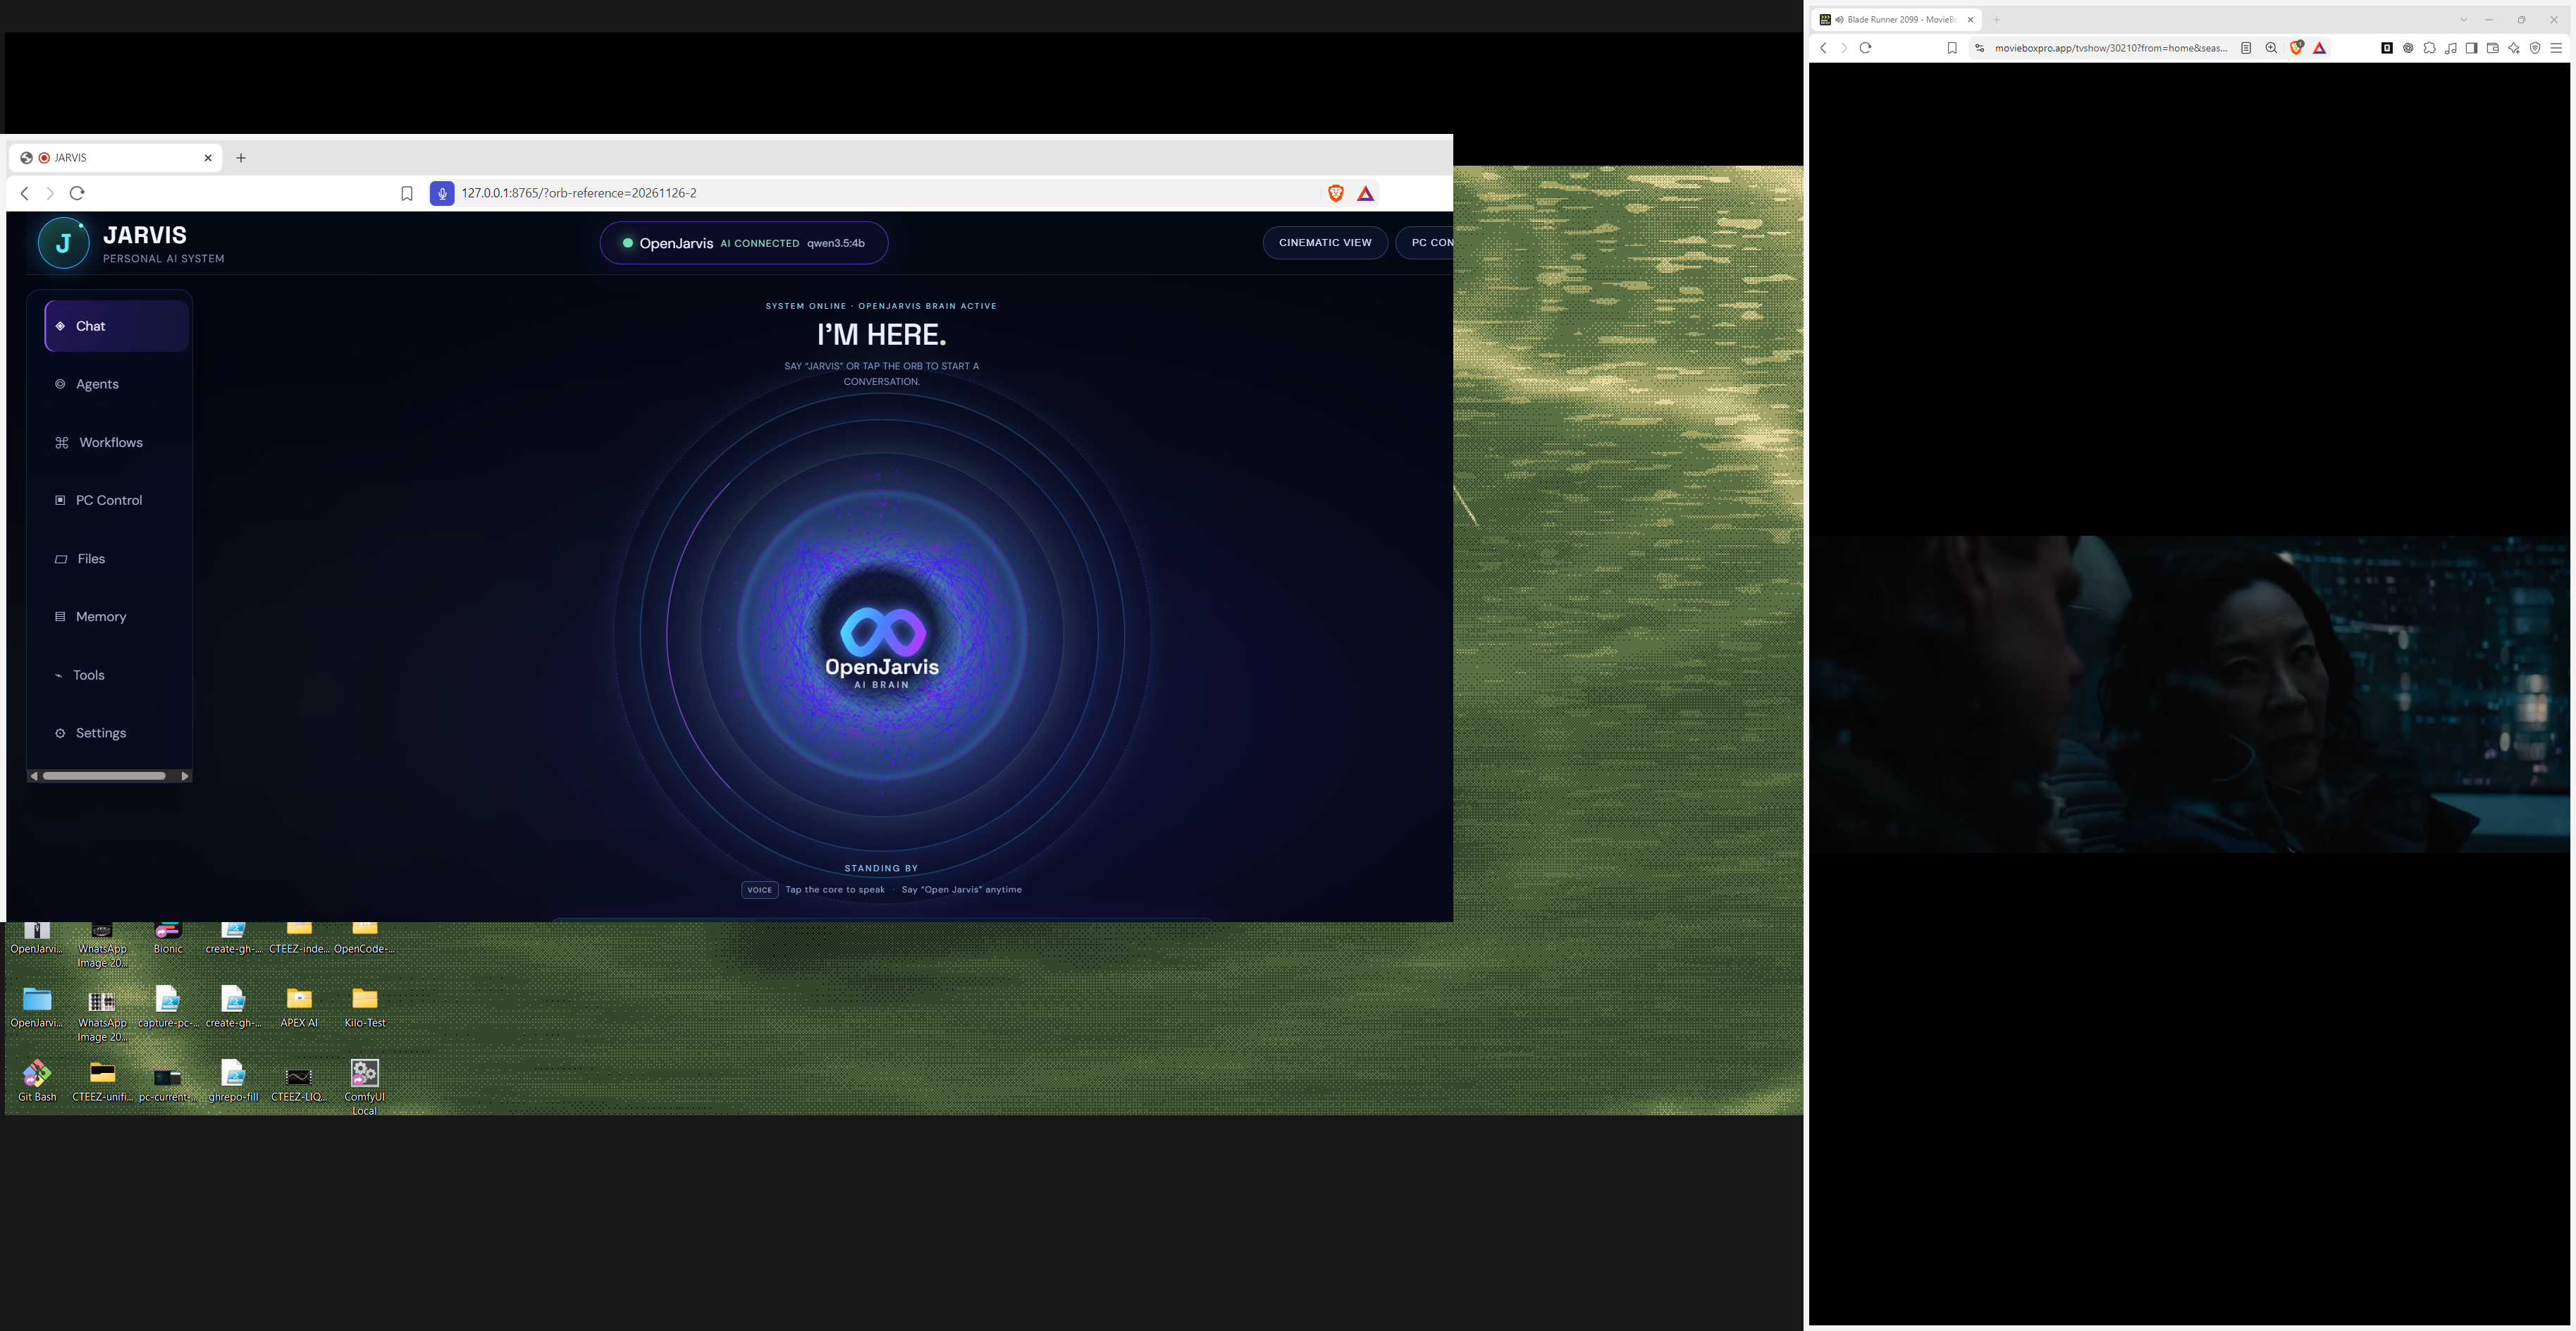 JARVIS
127.0.0.1:8765/?orb-reference=20261126-2
J
JARVIS
PERSONAL AI SYSTEM
OpenJarvis AI CONNECTED qwen3.5:4b
CINEMATIC VIEW
PC CON
Chat
Agents
Workflows
PC Control
Files
Memory
Tools
Settings
SYSTEM ONLINE · OPENJARVIS BRAIN ACTIVE
I'M HERE.
SAY “JARVIS” OR TAP THE ORB TO START A
CONVERSATION.
OpenJarvis
AI BRAIN
STANDING BY
VOICE Tap the core to speak · Say “Open Jarvis” anytime
OpenJarvi... WhatsApp Bionic create-gh-... CTEEZ-inde... OpenCode-...
Image 20...
OpenJarvi... WhatsApp capture-pc-... create-gh-... APEX AI Kilo-Test
Image 20...
Git Bash CTEEZ-unifi... pc-current-... ghrepo-fill CTEEZ-LIQ... ComfyUI
Local
Blade Runner 2099 - MovieBo
movieboxpro.app/tvshow/30210?from=home&seas...